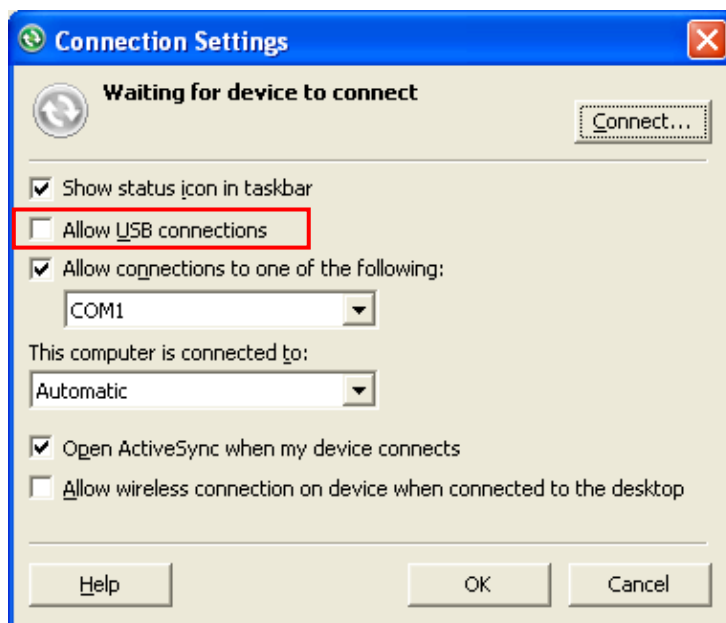 Connection Settings
Waiting for device to connect
Connect...
Show status icon in taskbar
Allow USB connections
Allow connections to one of the following:
COM1
This computer is connected to:
Automatic
Open ActiveSync when my device connects
Allow wireless connection on device when connected to the desktop
Help OK Cancel